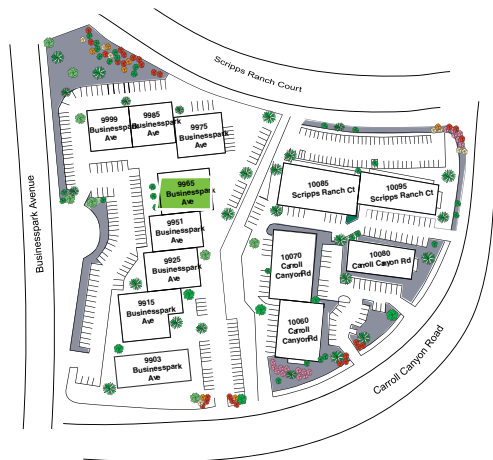 Scripps Ranch Court
9999
Businesspark
Ave
9985
Businesspark
Ave
9975
Businesspark
Ave
9965
Businesspark
Ave
10085
Scripps Ranch Ct
10095
Scripps Ranch Ct
Businesspark Avenue
9951
Businesspark
Ave
9925
Businesspark
Ave
10070
Carroll
CanyonRd
10080
Carroll Canyon Rd
9915
Businesspark
Ave
10060
Carroll
CanyonRd
9903
Businesspark
Ave
Carroll Canyon Road